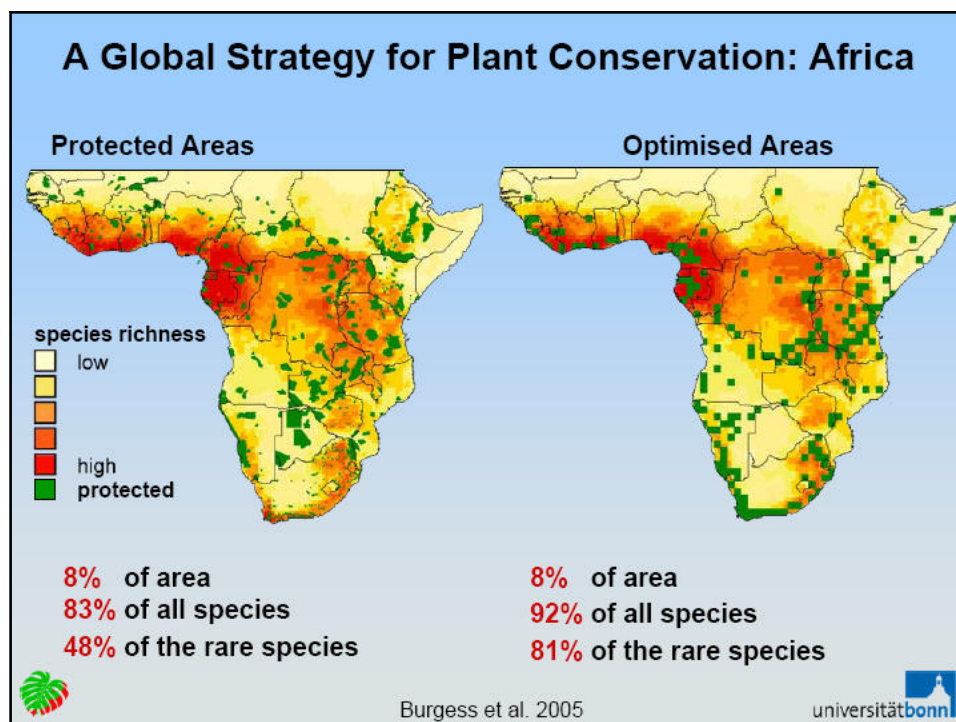 A Global Strategy for Plant Conservation: Africa
Protected Areas
Optimised Areas
species richness
low
high
protected
8% of area
83% of all species
48% of the rare species
8% of area
92% of all species
81% of the rare species
Burgess et al. 2005
universitätbonn